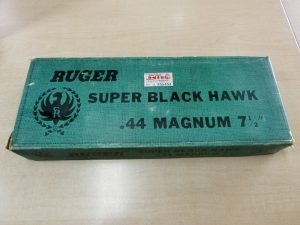 RUGER
SUPER BLACK HAWK
.44 MAGNUM 7½"